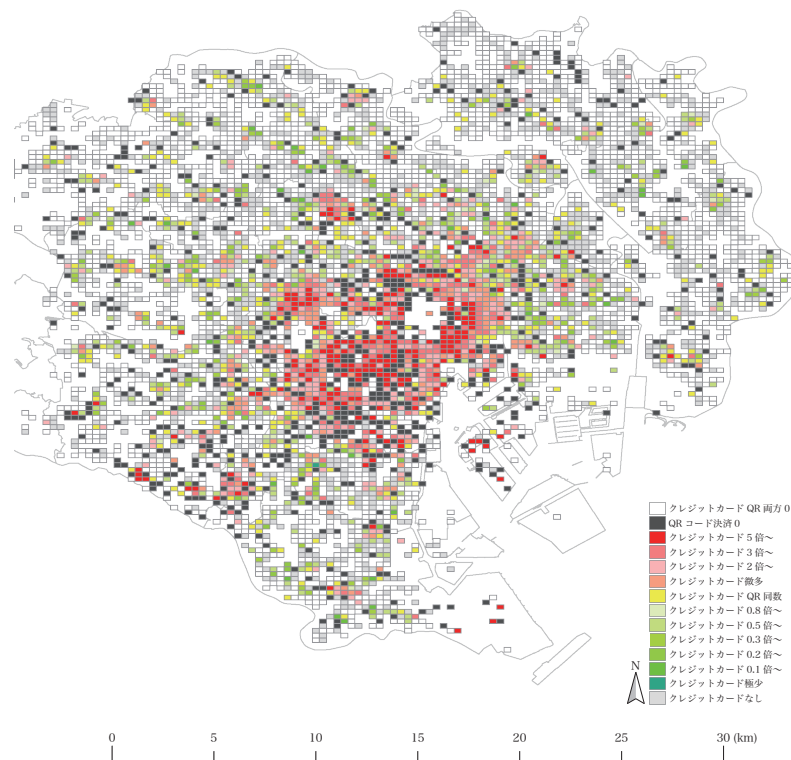 クレジットカード QR 両方 0
QR コード決済 0
クレジットカード 5 倍～
クレジットカード 3 倍～
クレジットカード 2 倍～
クレジットカード微多
クレジットカード QR 同数
クレジットカード 0.8 倍～
クレジットカード 0.5 倍～
クレジットカード 0.3 倍～
クレジットカード 0.2 倍～
クレジットカード 0.1 倍～
クレジットカード極少
クレジットカードなし
N
0 5 10 15 20 25 30 (km)